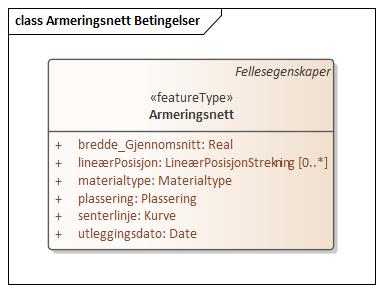 class Armeringsnett Betingelser
Fellesegenskaper
«featureType»
Armeringsnett
+ bredde_Gjennomsnitt: Real
+ lineærPosisjon: LineærPosisjonStrekning [0..*]
+ materialtype: Materialtype
+ plassering: Plassering
+ senterlinje: Kurve
+ utleggingsdato: Date